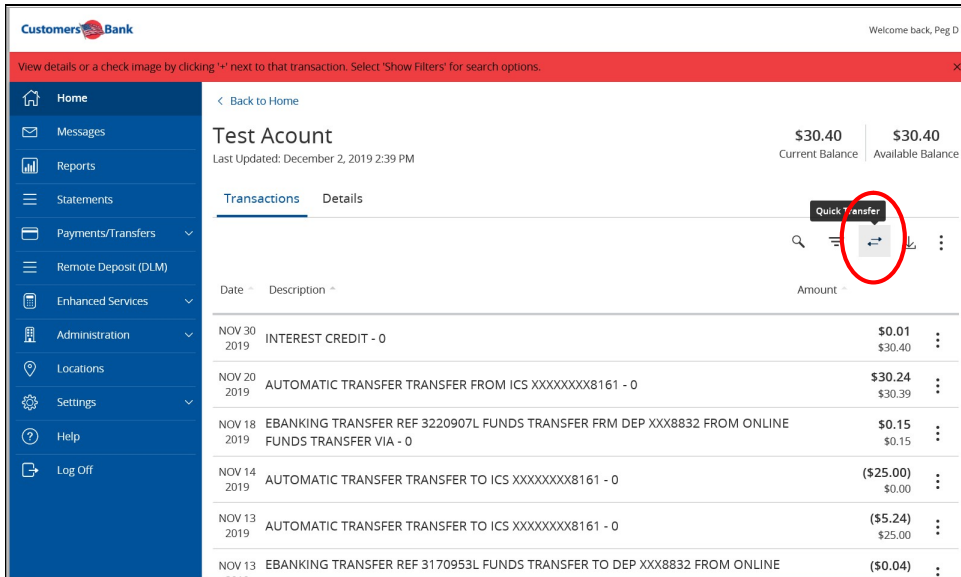 Customers Bank
Welcome back, Peg D
View details or a check image by clicking '+' next to that transaction. Select 'Show Filters' for search options.
Home
Messages
Reports
Statements
Payments/Transfers
Remote Deposit (DLM)
Enhanced Services
Administration
Locations
Settings
Help
Log Off
Back to Home
Test Acount
Last Updated: December 2, 2019 2:39 PM
$30.40 $30.40
Current Balance Available Balance
Transactions Details
Quick Transfer
Date Description Amount
NOV 30 INTEREST CREDIT - 0 $0.01
2019 $30.40
NOV 20 AUTOMATIC TRANSFER TRANSFER FROM ICS XXXXXXXX8161 - 0 $30.24
2019 $30.39
NOV 18 EBANKING TRANSFER REF 3220907L FUNDS TRANSFER FRM DEP XXX8832 FROM ONLINE $0.15
2019 FUNDS TRANSFER VIA - 0 $0.15
NOV 14 AUTOMATIC TRANSFER TRANSFER TO ICS XXXXXXXX8161 - 0 ($25.00)
2019 $0.00
NOV 13 AUTOMATIC TRANSFER TRANSFER TO ICS XXXXXXXX8161 - 0 ($5.24)
2019 $25.00
NOV 13 EBANKING TRANSFER REF 3170953L FUNDS TRANSFER TO DEP XXX8832 FROM ONLINE ($0.04)